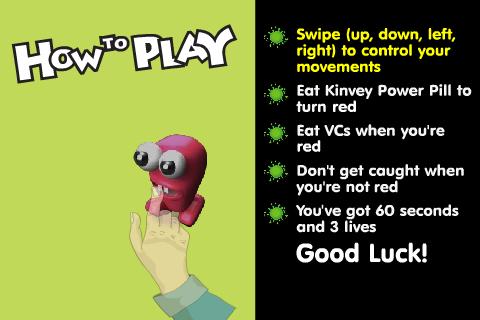 HOW TO PLAY
Swipe (up, down, left,
right) to control your
movements
Eat Kinvey Power Pill to
turn red
Eat VCs when you're
red
Don't get caught when
you're not red
You've got 60 seconds
and 3 lives
Good Luck!